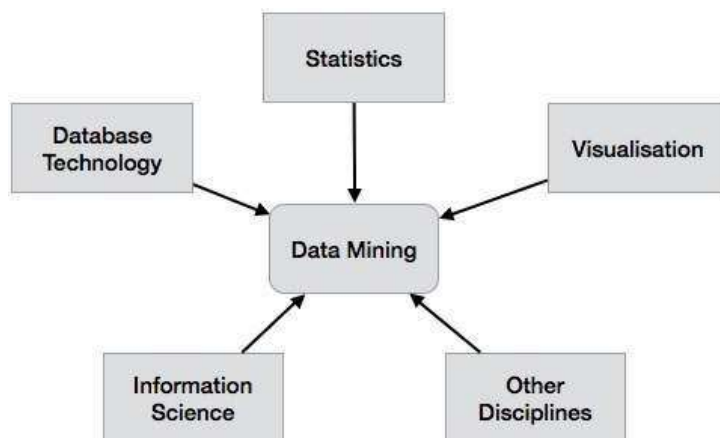 Statistics
Database
Technology
Visualisation
Data Mining
Information
Science
Other
Disciplines